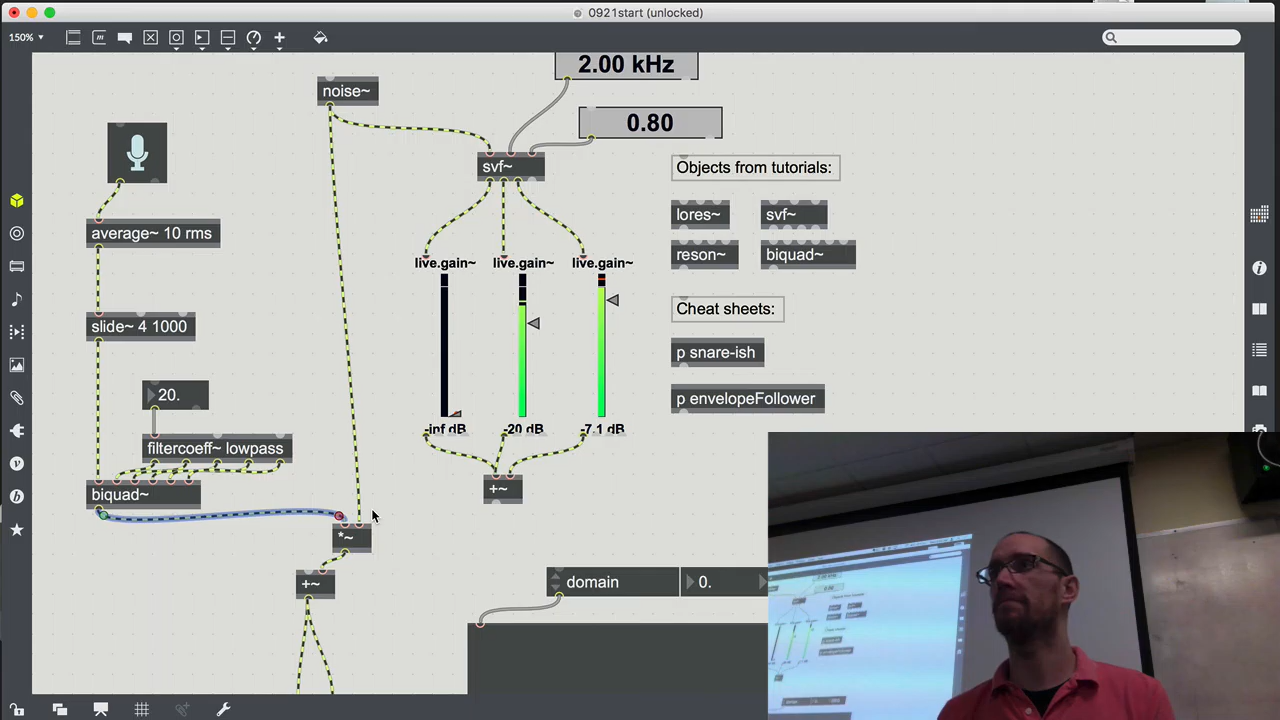 0921start (unlocked)
150%
2.00 kHz
noise~
0.80
svf~
Objects from tutorials:
lores~
svf~
average~ 10 rms
reson~
biquad~
live.gain~
live.gain~
live.gain~
Cheat sheets:
slide~ 4 1000
p snare-ish
20.
p envelopeFollower
-inf dB
-20 dB
-7.1 dB
filtercoeff~ lowpass
+~
biquad~
*~
+~
domain
0.